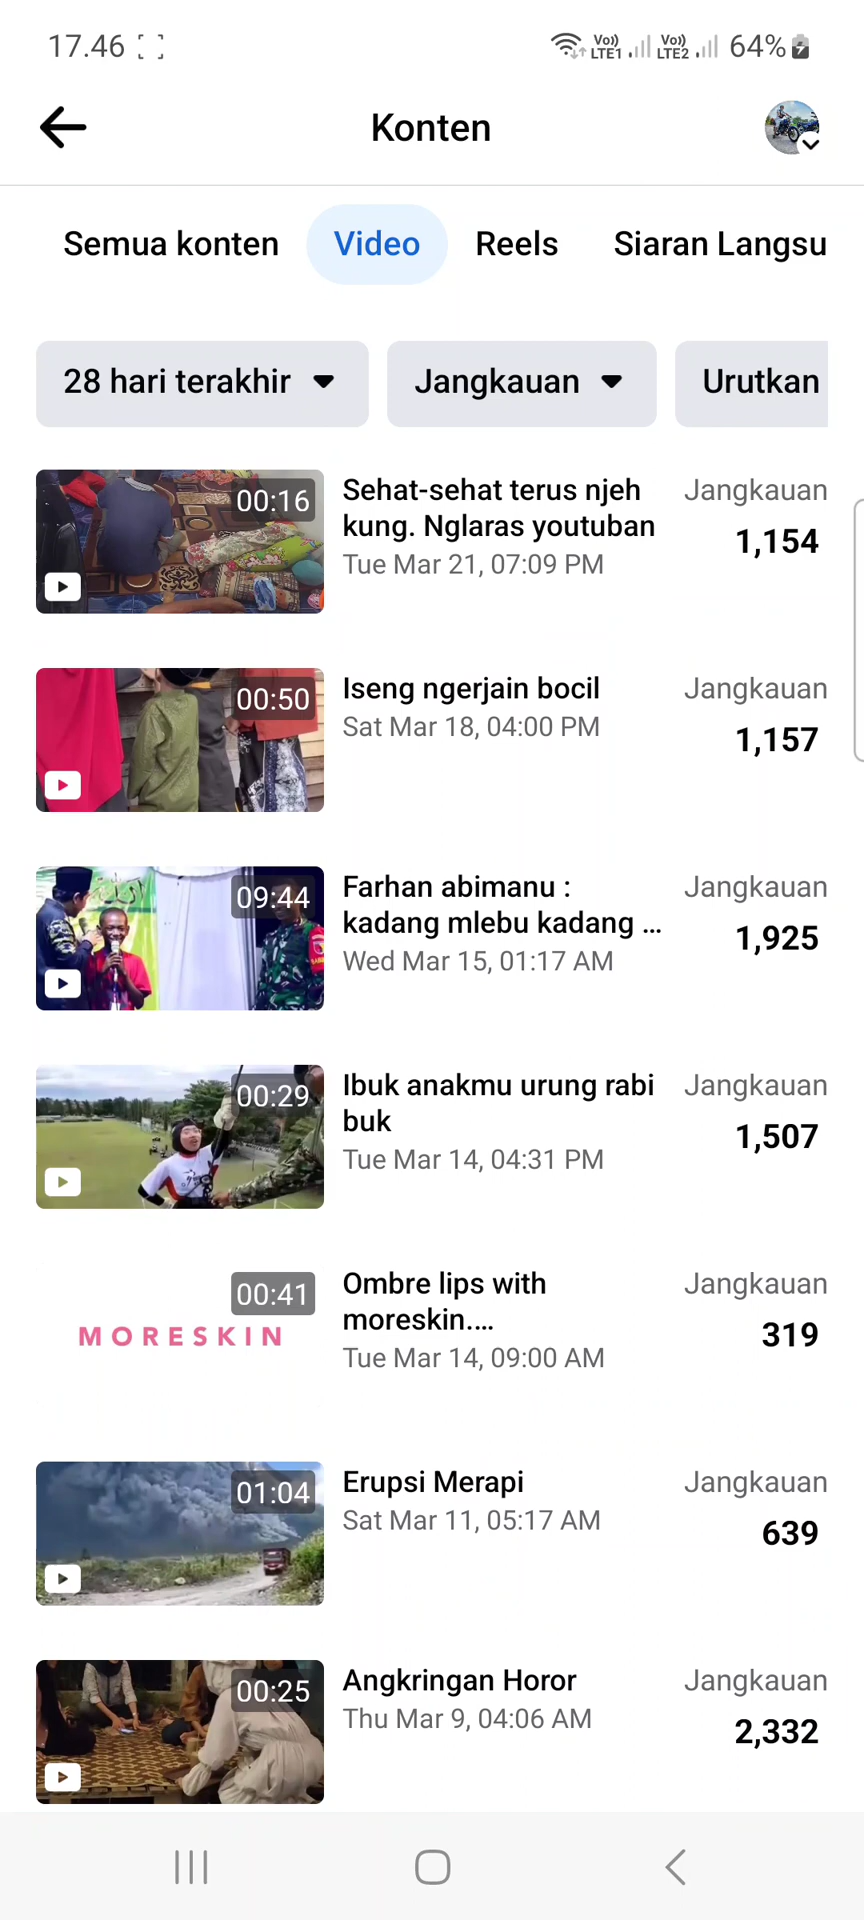 17.46
Vo)) LTE1 Vo)) LTE2 64%
Konten
Semua konten Video Reels Siaran Langsu
28 hari terakhir Jangkauan Urutkan
00:16
Sehat-sehat terus njeh
kung. Nglaras youtuban
Tue Mar 21, 07:09 PM
Jangkauan
1,154
00:50
Iseng ngerjain bocil
Sat Mar 18, 04:00 PM
Jangkauan
1,157
09:44
Farhan abimanu :
kadang mlebu kadang ...
Wed Mar 15, 01:17 AM
Jangkauan
1,925
00:29
Ibuk anakmu urung rabi
buk
Tue Mar 14, 04:31 PM
Jangkauan
1,507
00:41
MORESKIN
Ombre lips with
moreskin....
Tue Mar 14, 09:00 AM
Jangkauan
319
01:04
Erupsi Merapi
Sat Mar 11, 05:17 AM
Jangkauan
639
00:25
Angkringan Horor
Thu Mar 9, 04:06 AM
Jangkauan
2,332